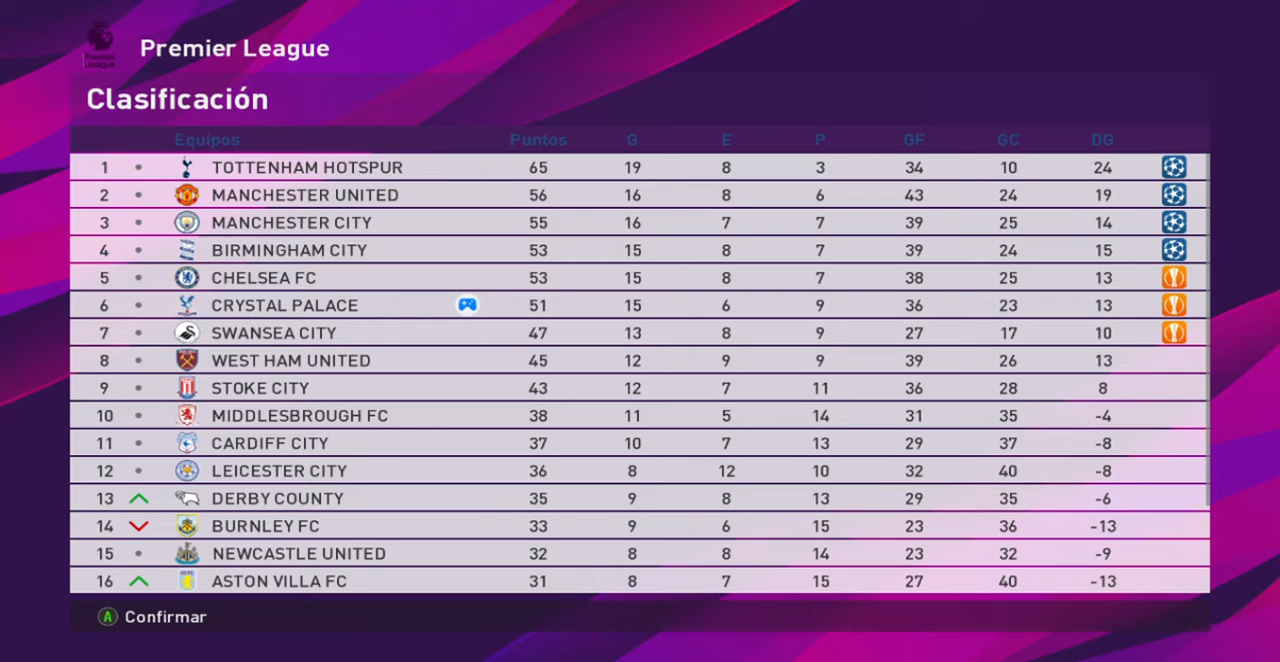 Premier League
Premier League
Clasificación
Equipos Puntos G E P GF GC DG
1 TOTTENHAM HOTSPUR 65 19 8 3 34 10 24
2 MANCHESTER UNITED 56 16 8 6 43 24 19
3 MANCHESTER CITY 55 16 7 7 39 25 14
4 BIRMINGHAM CITY 53 15 8 7 39 24 15
5 CHELSEA FC 53 15 8 7 38 25 13
6 CRYSTAL PALACE 51 15 6 9 36 23 13
7 SWANSEA CITY 47 13 8 9 27 17 10
8 WEST HAM UNITED 45 12 9 9 39 26 13
9 STOKE CITY 43 12 7 11 36 28 8
10 MIDDLESBROUGH FC 38 11 5 14 31 35 -4
11 CARDIFF CITY 37 10 7 13 29 37 -8
12 LEICESTER CITY 36 8 12 10 32 40 -8
13 DERBY COUNTY 35 9 8 13 29 35 -6
14 BURNLEY FC 33 9 6 15 23 36 -13
15 NEWCASTLE UNITED 32 8 8 14 23 32 -9
16 ASTON VILLA FC 31 8 7 15 27 40 -13
A Confirmar